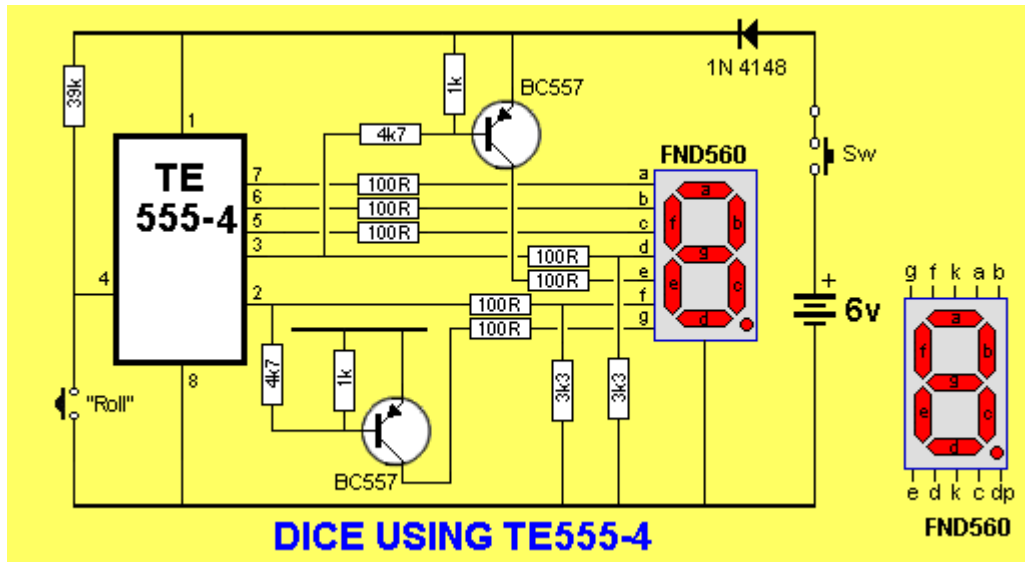 1N 4148
39k
1
1k
BC557
4k7
TE
555-4
7
100R
a
6
100R
b
5
100R
c
3
d
100R
e
100R
4
2
f
100R
g
100R
FND560
a
f
b
g
e
c
d
Sw
+
6v
g f k a b
a
f
b
g
e
c
d
e d k c dp
FND560
"Roll"
8
4k7
1k
BC557
3k3
3k3
DICE USING TE555-4